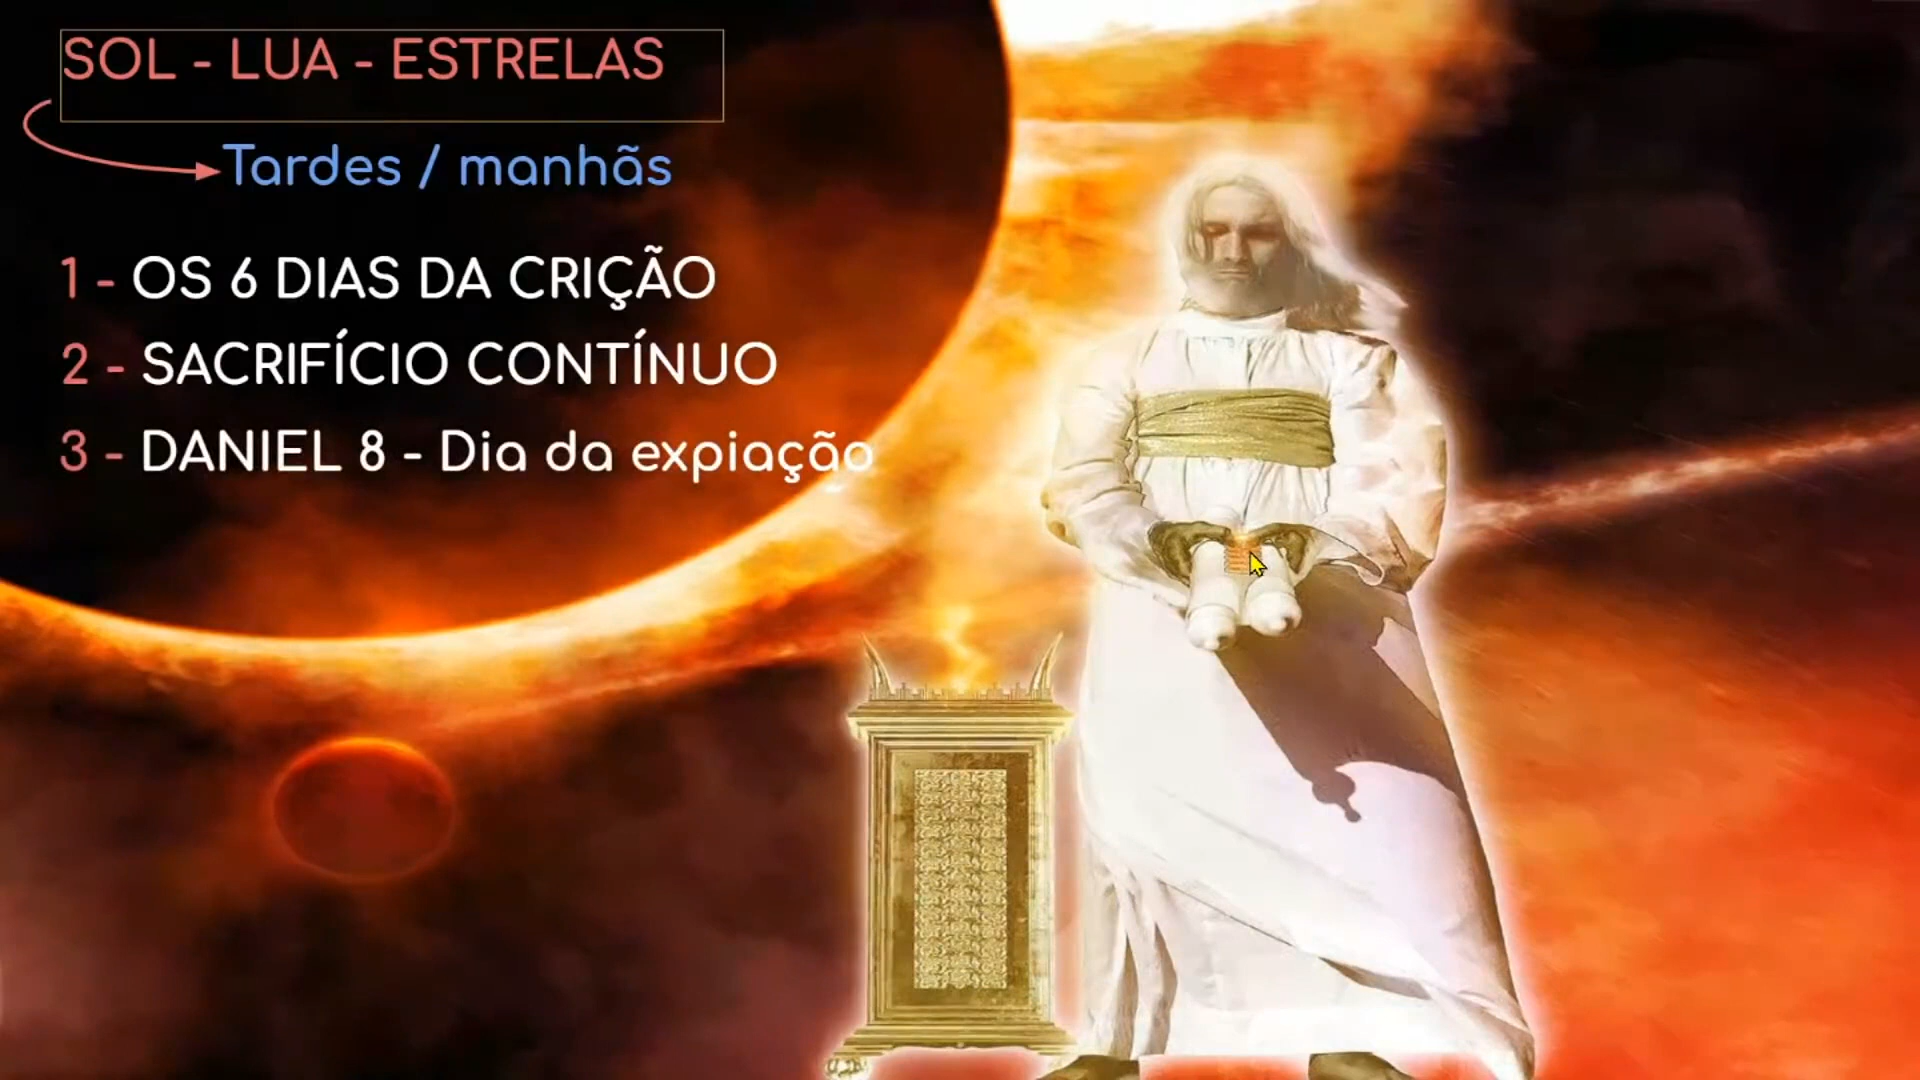 SOL - LUA - ESTRELAS
Tardes / manhãs
1 - OS 6 DIAS DA CRIÇÃO
2 - SACRIFÍCIO CONTÍNUO
3 - DANIEL 8 - Dia da expiação